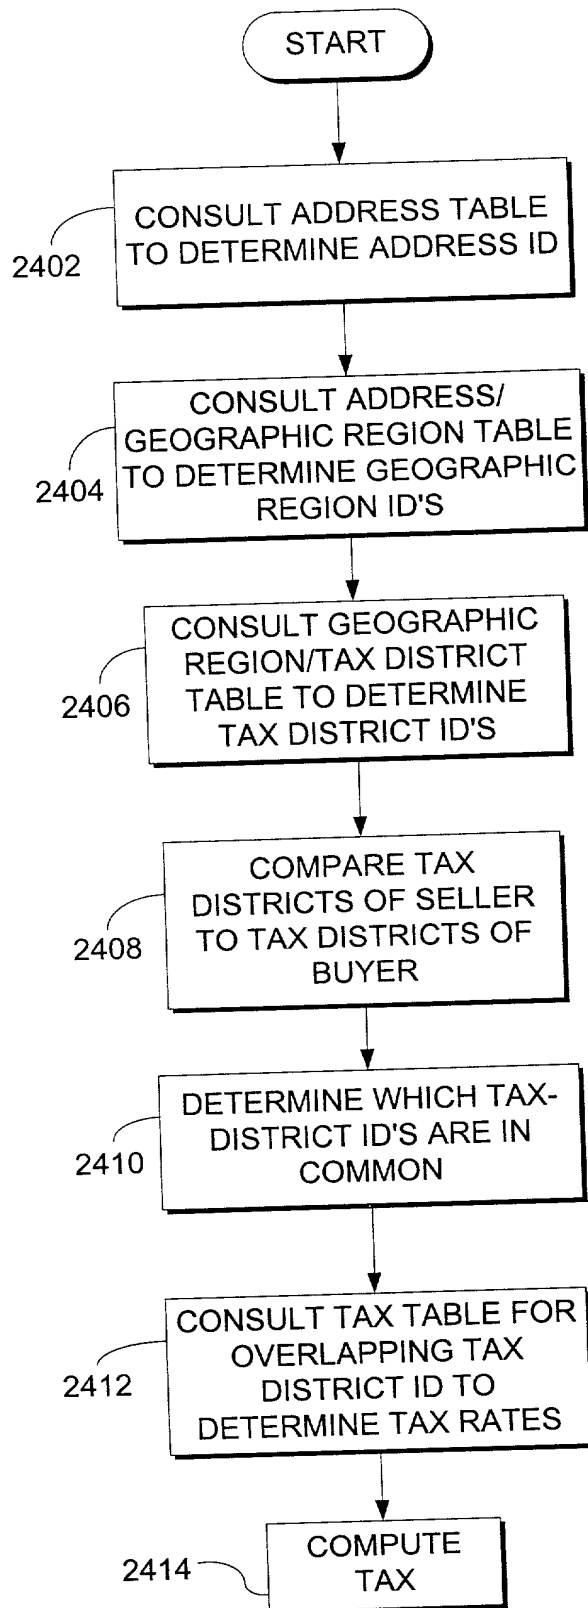 START
CONSULT ADDRESS TABLE
TO DETERMINE ADDRESS ID
2402
CONSULT ADDRESS/
GEOGRAPHIC REGION TABLE
TO DETERMINE GEOGRAPHIC
REGION ID'S
2404
CONSULT GEOGRAPHIC
REGION/TAX DISTRICT
TABLE TO DETERMINE
TAX DISTRICT ID'S
2406
COMPARE TAX
DISTRICTS OF SELLER
TO TAX DISTRICTS OF
BUYER
2408
DETERMINE WHICH TAX-
DISTRICT ID'S ARE IN
COMMON
2410
CONSULT TAX TABLE FOR
OVERLAPPING TAX
DISTRICT ID TO
DETERMINE TAX RATES
2412
COMPUTE
TAX
2414